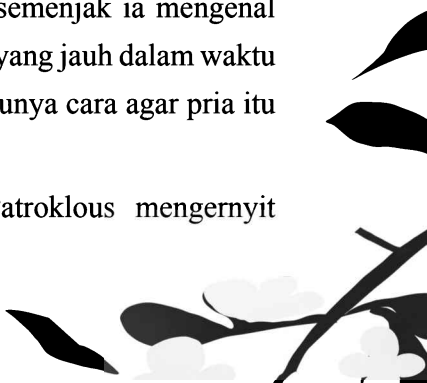 semenjak ia mengenal
yang jauh dalam waktu
unya cara agar pria itu
atroklous mengernyit